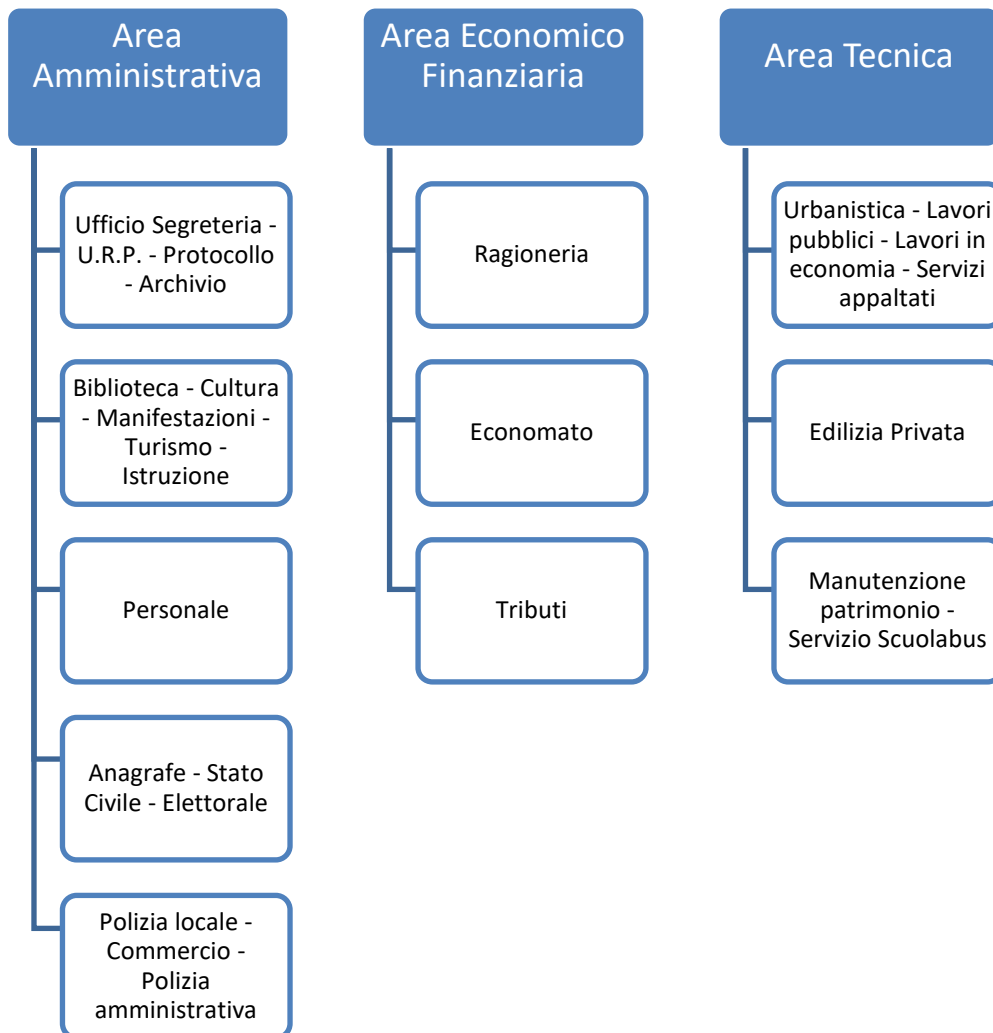 Area
Amministrativa
Ufficio Segreteria -
U.R.P. - Protocollo
- Archivio
Biblioteca - Cultura
- Manifestazioni -
Turismo -
Istruzione
Personale
Anagrafe - Stato
Civile - Elettorale
Polizia locale -
Commercio -
Polizia
amministrativa
Area Economico
Finanziaria
Ragioneria
Economato
Tributi
Area Tecnica
Urbanistica - Lavori
pubblici - Lavori in
economia - Servizi
appaltati
Edilizia Privata
Manutenzione
patrimonio -
Servizio Scuolabus